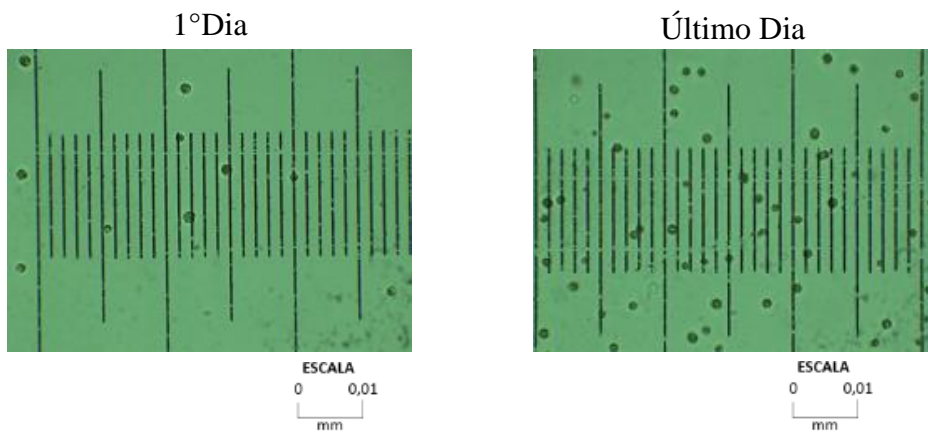 1°Dia
Último Dia
ESCALA
0 0,01
mm
ESCALA
0 0,01
mm